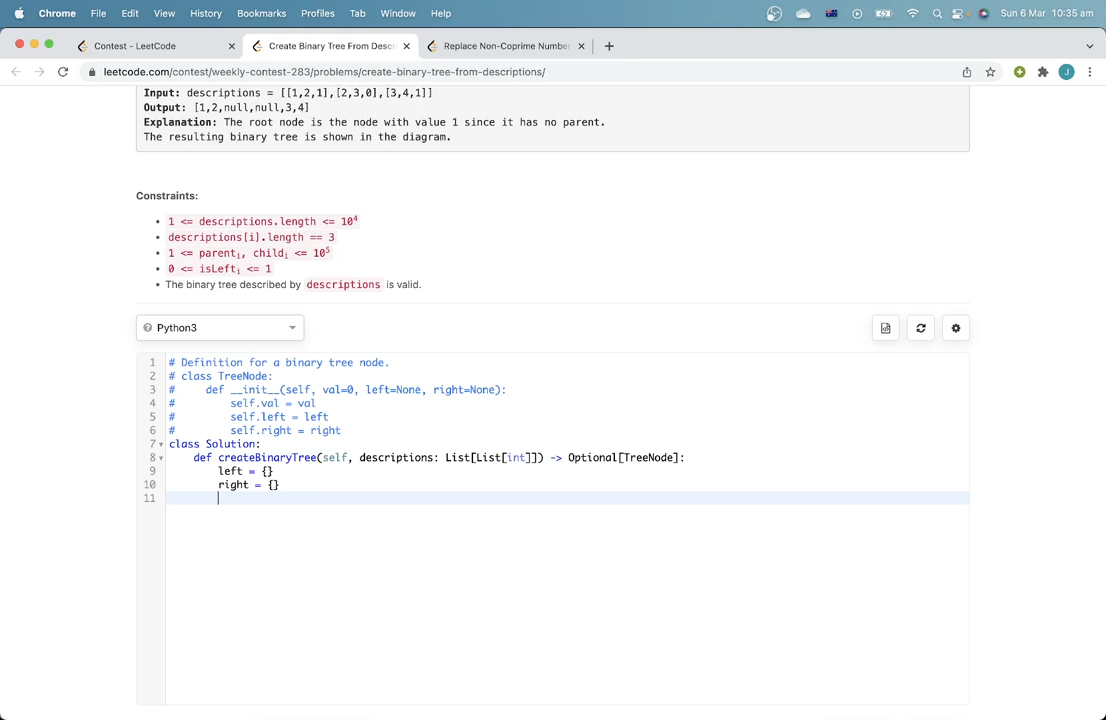 Chrome File Edit View History Bookmarks Profiles Tab Window Help Sun 6 Mar 10:35 am
Contest - LeetCode Create Binary Tree From Descr Replace Non-Coprime Number
leetcode.com/contest/weekly-contest-283/problems/create-binary-tree-from-descriptions/ J
Input: descriptions = [[1,2,1],[2,3,0],[3,4,1]]
Output: [1,2,null,null,3,4]
Explanation: The root node is the node with value 1 since it has no parent.
The resulting binary tree is shown in the diagram.
Constraints:
• 1 <= descriptions.length <= 10⁴
• descriptions[i].length == 3
• 1 <= parentᵢ, childᵢ <= 10⁵
• 0 <= isLeftᵢ <= 1
• The binary tree described by descriptions is valid.
Python3
1 # Definition for a binary tree node.
2 # class TreeNode:
3 #     def __init__(self, val=0, left=None, right=None):
4 #         self.val = val
5 #         self.left = left
6 #         self.right = right
7 class Solution:
8     def createBinaryTree(self, descriptions: List[List[int]]) -> Optional[TreeNode]:
9         left = {}
10         right = {}
11